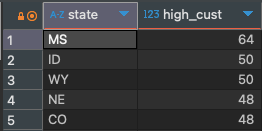 A-Z state 123 high_cust
1 MS 64
2 ID 50
3 WY 50
4 NE 48
5 CO 48